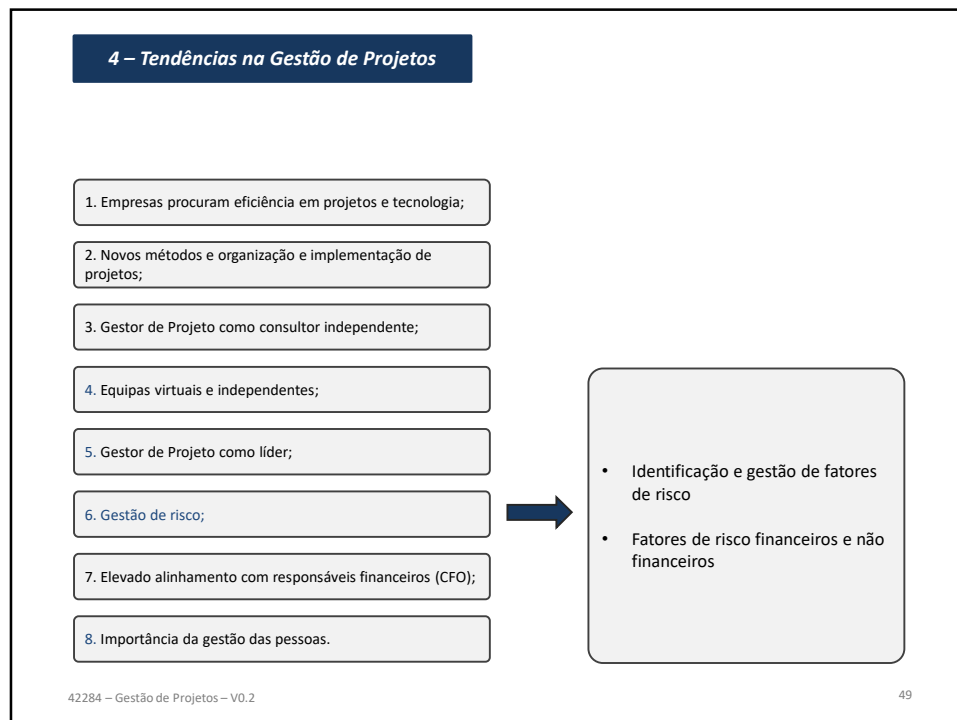 4 – Tendências na Gestão de Projetos
1. Empresas procuram eficiência em projetos e tecnologia;
2. Novos métodos e organização e implementação de
projetos;
3. Gestor de Projeto como consultor independente;
4. Equipas virtuais e independentes;
5. Gestor de Projeto como líder;
6. Gestão de risco;
7. Elevado alinhamento com responsáveis financeiros (CFO);
8. Importância da gestão das pessoas.
• Identificação e gestão de fatores
de risco
• Fatores de risco financeiros e não
financeiros
42284 – Gestão de Projetos – V0.2
49